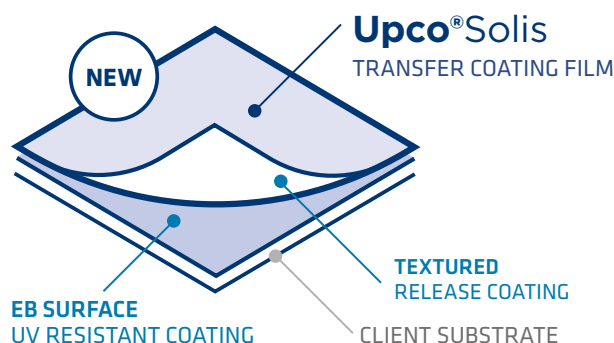 Upco®Solis
TRANSFER COATING FILM
NEW
TEXTURED
RELEASE COATING
EB SURFACE
UV RESISTANT COATING
CLIENT SUBSTRATE